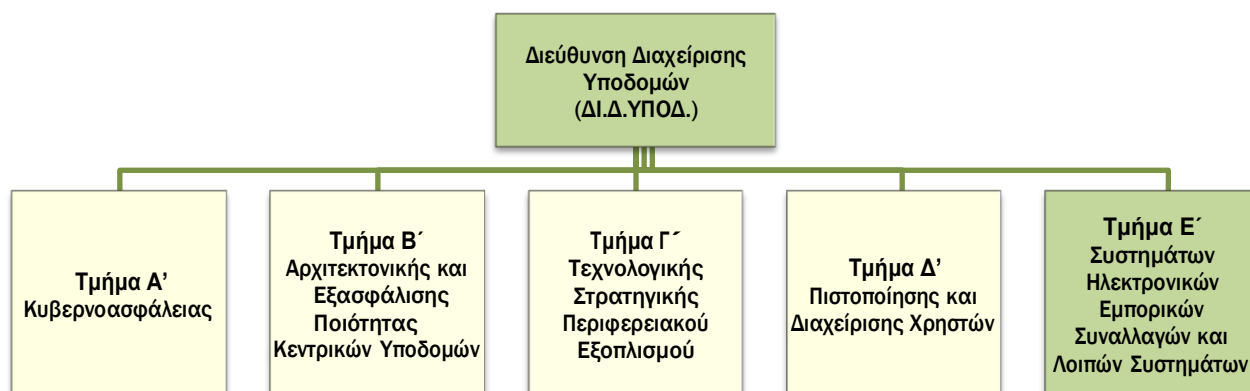 Διεύθυνση Διαχείρισης
Υποδομών
(ΔΙ.Δ.ΥΠΟΔ.)
Τμήμα Α'
Κυβερνοασφάλειας
Τμήμα Β´
Αρχιτεκτονικής και
Εξασφάλισης
Ποιότητας
Κεντρικών Υποδομών
Τμήμα Γ´
Τεχνολογικής
Στρατηγικής
Περιφερειακού
Εξοπλισμού
Τμήμα Δ'
Πιστοποίησης και
Διαχείρισης Χρηστών
Τμήμα Ε´
Συστημάτων
Ηλεκτρονικών
Εμπορικών
Συναλλαγών και
Λοιπών Συστημάτων